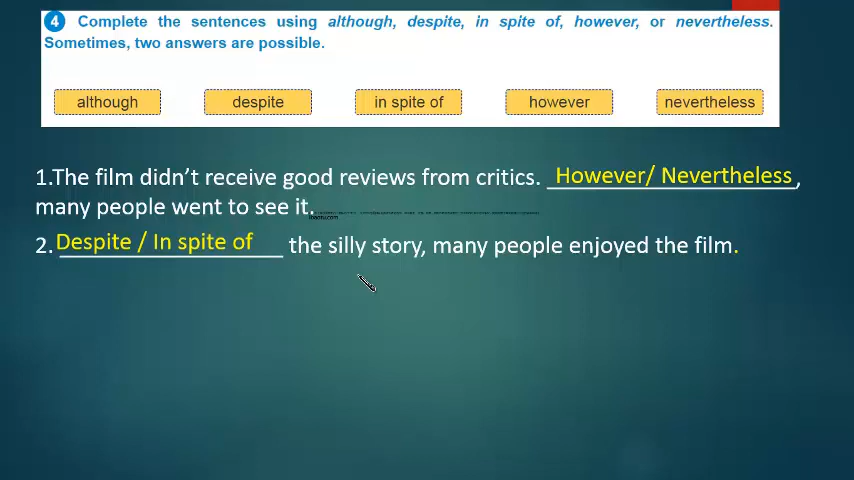 4 Complete the sentences using although, despite, in spite of, however, or nevertheless.
Sometimes, two answers are possible.
although despite in spite of however nevertheless
1.The film didn't receive good reviews from critics. However/ Nevertheless,
many people went to see it.
2. Despite / In spite of the silly story, many people enjoyed the film.